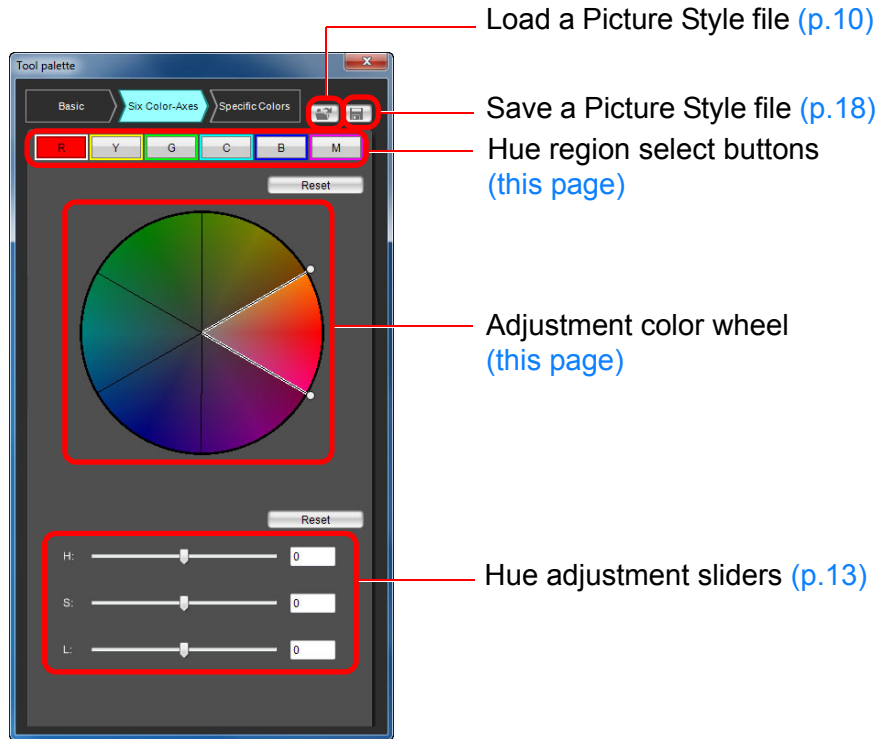 Load a Picture Style file (p.10)
Tool palette
Basic
Six Color-Axes
Specific Colors
Save a Picture Style file (p.18)
R Y G C B M
Hue region select buttons
(this page)
Reset
Adjustment color wheel
(this page)
Reset
H: 0
Hue adjustment sliders (p.13)
S: 0
L: 0